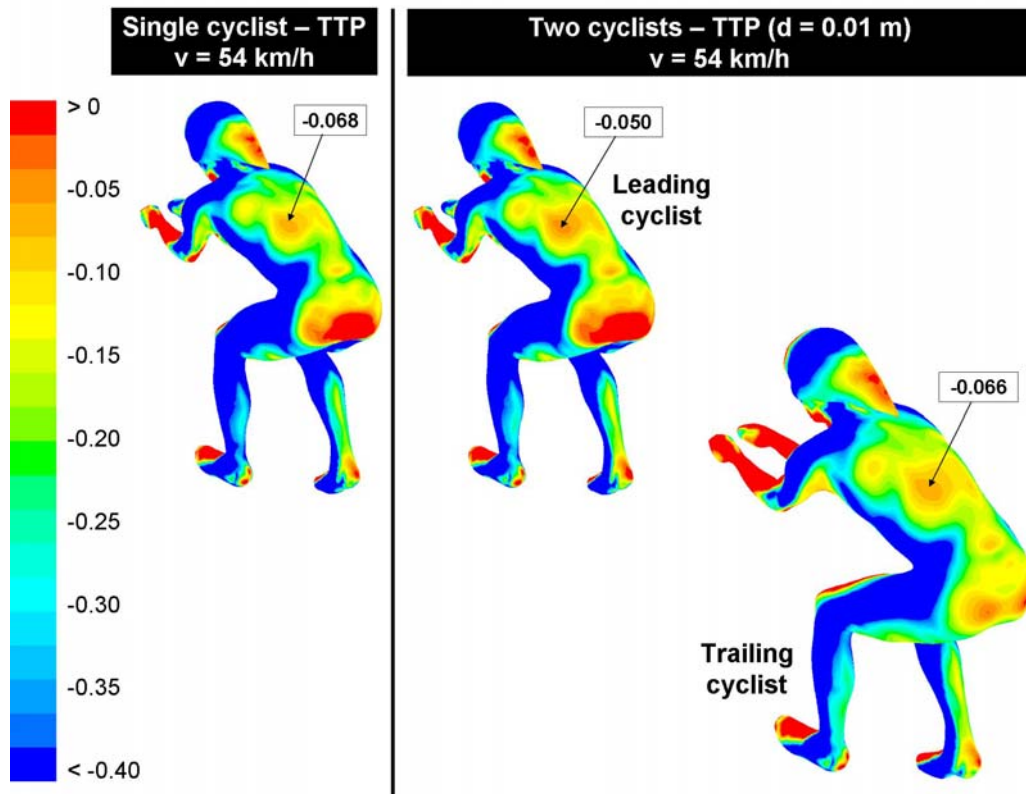 Single cyclist – TTP
v = 54 km/h
Two cyclists – TTP (d = 0.01 m)
v = 54 km/h
> 0
-0.05
-0.10
-0.15
-0.20
-0.25
-0.30
-0.35
< -0.40
-0.068
-0.050
Leading
cyclist
-0.066
Trailing
cyclist